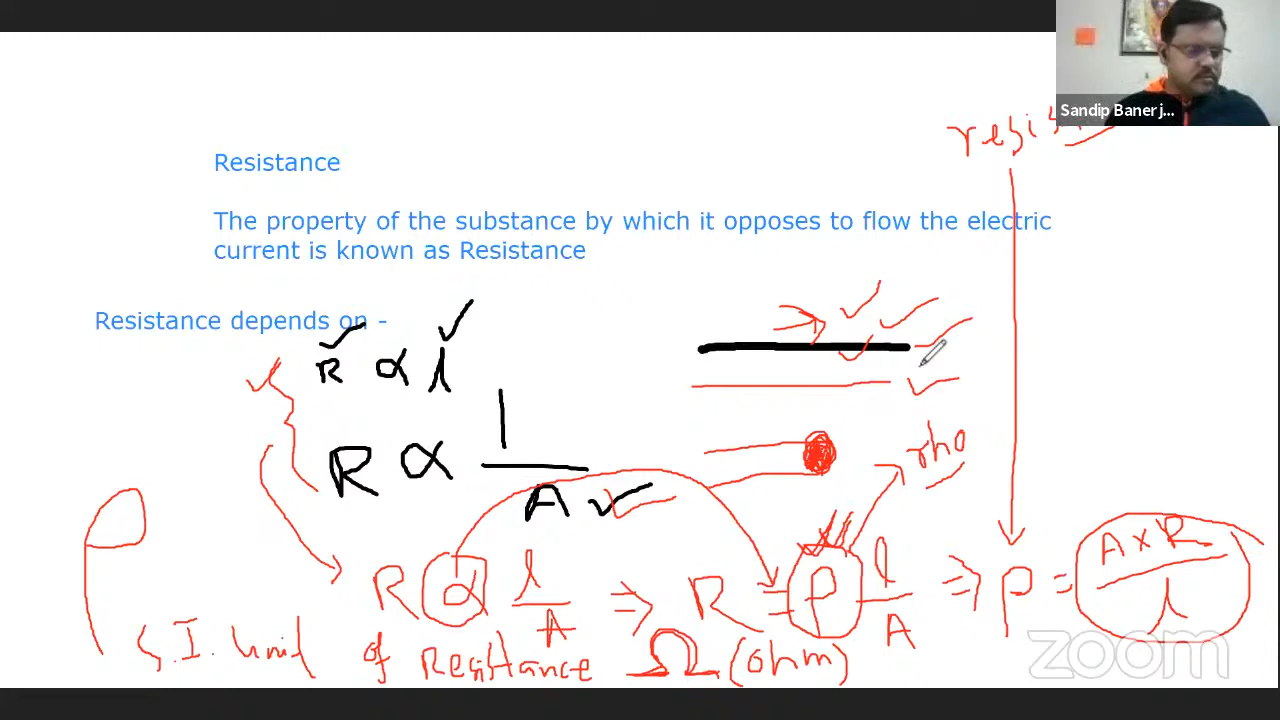 Sandip Banerj...
Resistance
The property of the substance by which it opposes to flow the electric
current is known as Resistance
Resistance depends on -
R ∝ l
R ∝ 1/A
rho
R ∝ l/A ⇒ R = ρ l/A ⇒ ρ = A×R/l
S.I. Unit of Resistance Ω (ohm)
zoom